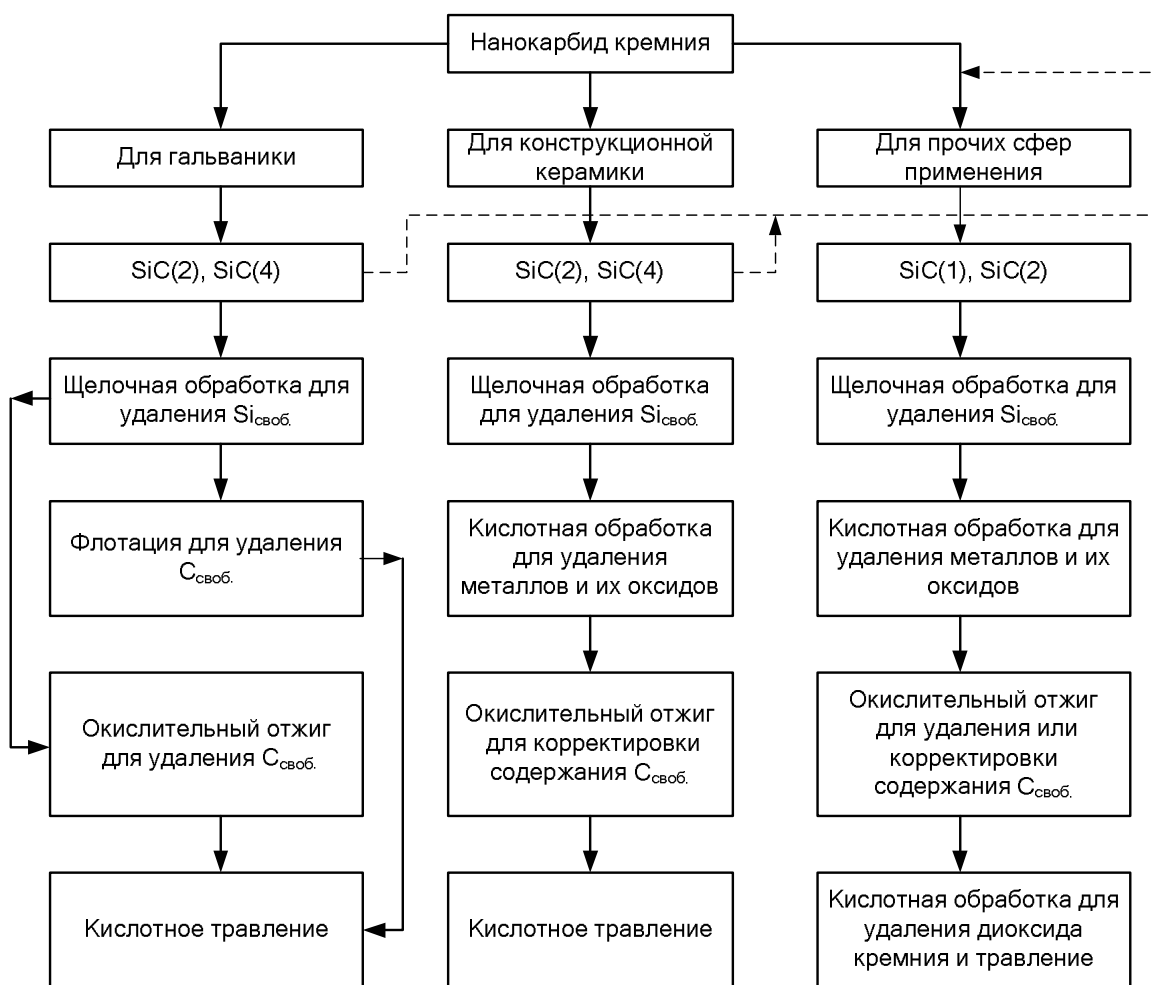 Нанокарбид кремния
Для гальваники
Для конструкционной
керамики
Для прочих сфер
применения
SiC(2), SiC(4)
SiC(2), SiC(4)
SiC(1), SiC(2)
Щелочная обработка для
удаления Siсвоб.
Щелочная обработка
для удаления Siсвоб.
Щелочная обработка для
удаления Siсвоб.
Флотация для удаления
Cсвоб.
Кислотная обработка
для удаления
металлов и их оксидов
Кислотная обработка для
удаления металлов и их
оксидов
Окислительный отжиг
для удаления Cсвоб.
Окислительный отжиг
для корректировки
содержания Cсвоб.
Окислительный отжиг
для удаления или
корректировки
содержания Cсвоб.
Кислотное травление
Кислотное травление
Кислотная обработка для
удаления диоксида
кремния и травление